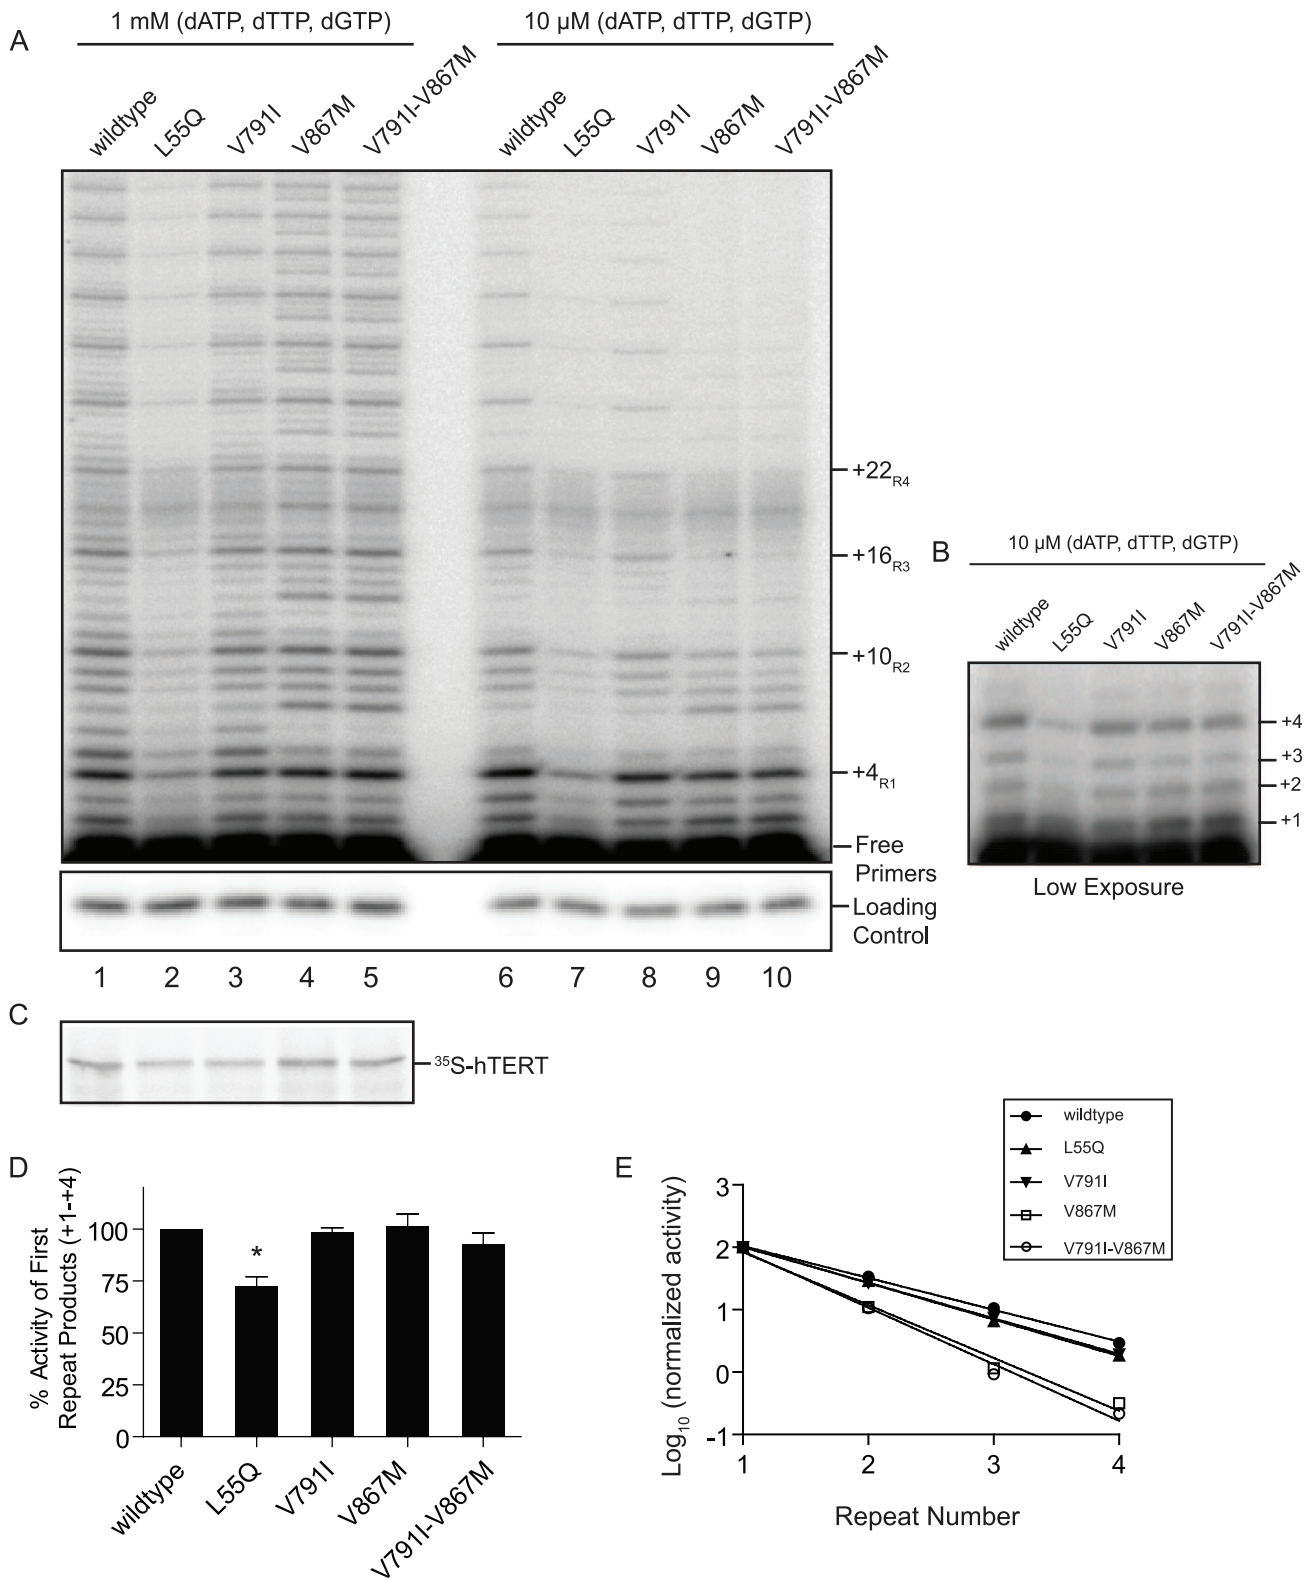 A
1 mM (dATP, dTTP, dGTP)
10 µM (dATP, dTTP, dGTP)
wildtype
L55Q
V791I
V867M
V791I-V867M
wildtype
L55Q
V791I
V867M
V791I-V867M
+22R4
+16R3
+10R2
+4R1
Free
Primers
Loading
Control
1 2 3 4 5 6 7 8 9 10
B
10 µM (dATP, dTTP, dGTP)
wildtype
L55Q
V791I
V867M
V791I-V867M
+4
+3
+2
+1
Low Exposure
C
35S-hTERT
D
% Activity of First
Repeat Products (+1-+4)
100
75
50
25
0
*
wildtype
L55Q
V791I
V867M
V791I-V867M
E
wildtype
L55Q
V791I
V867M
V791I-V867M
Log10 (normalized activity)
3
2
1
0
-1
1 2 3 4
Repeat Number